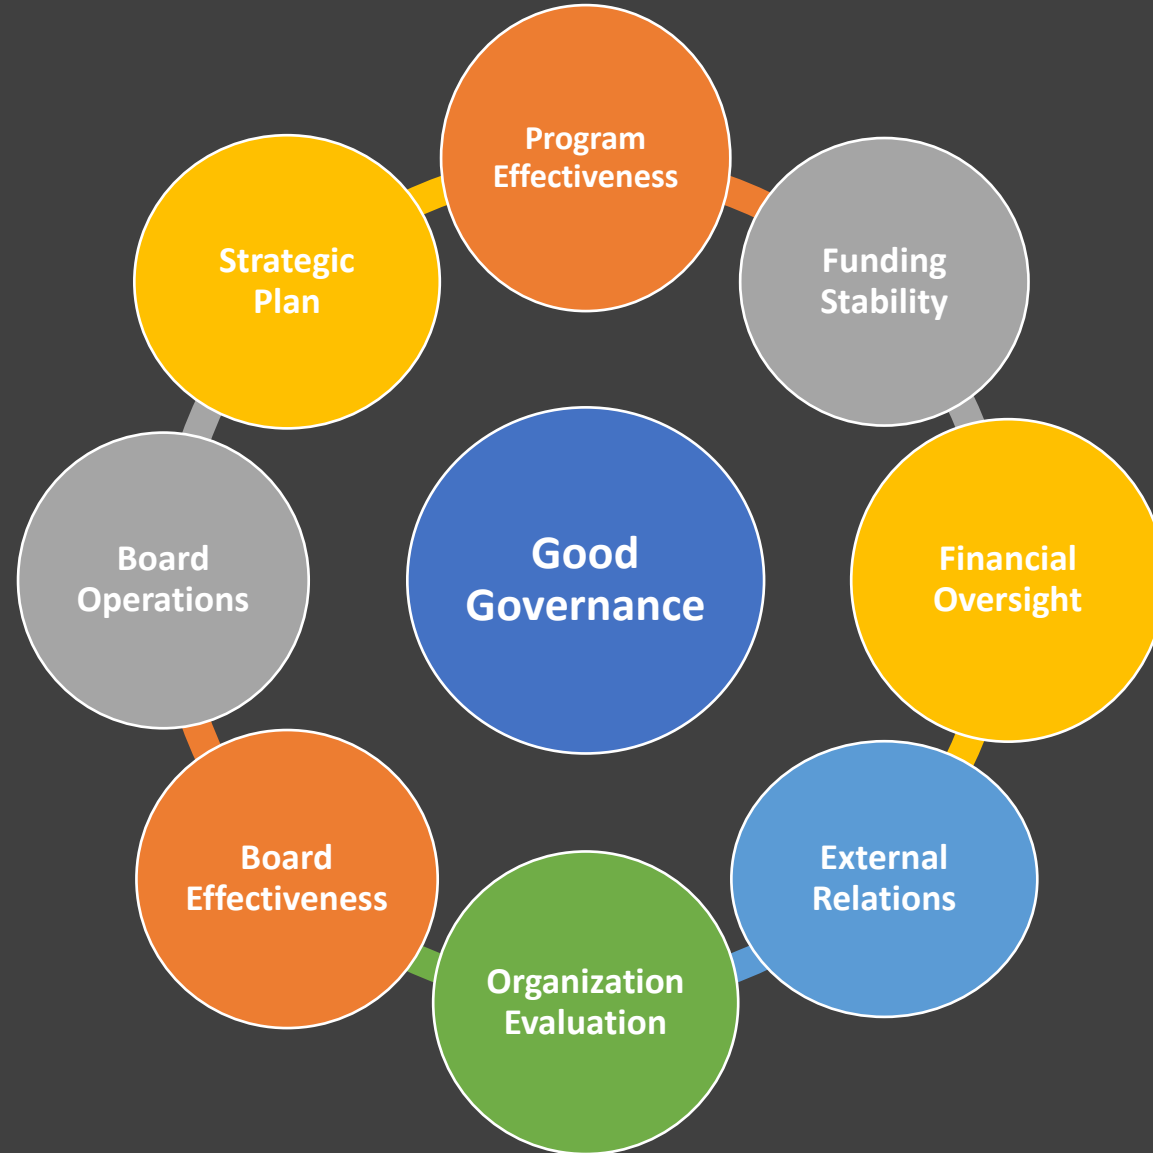 Program
Effectiveness
Funding
Stability
Financial
Oversight
External
Relations
Organization
Evaluation
Board
Effectiveness
Board
Operations
Strategic
Plan
Good
Governance